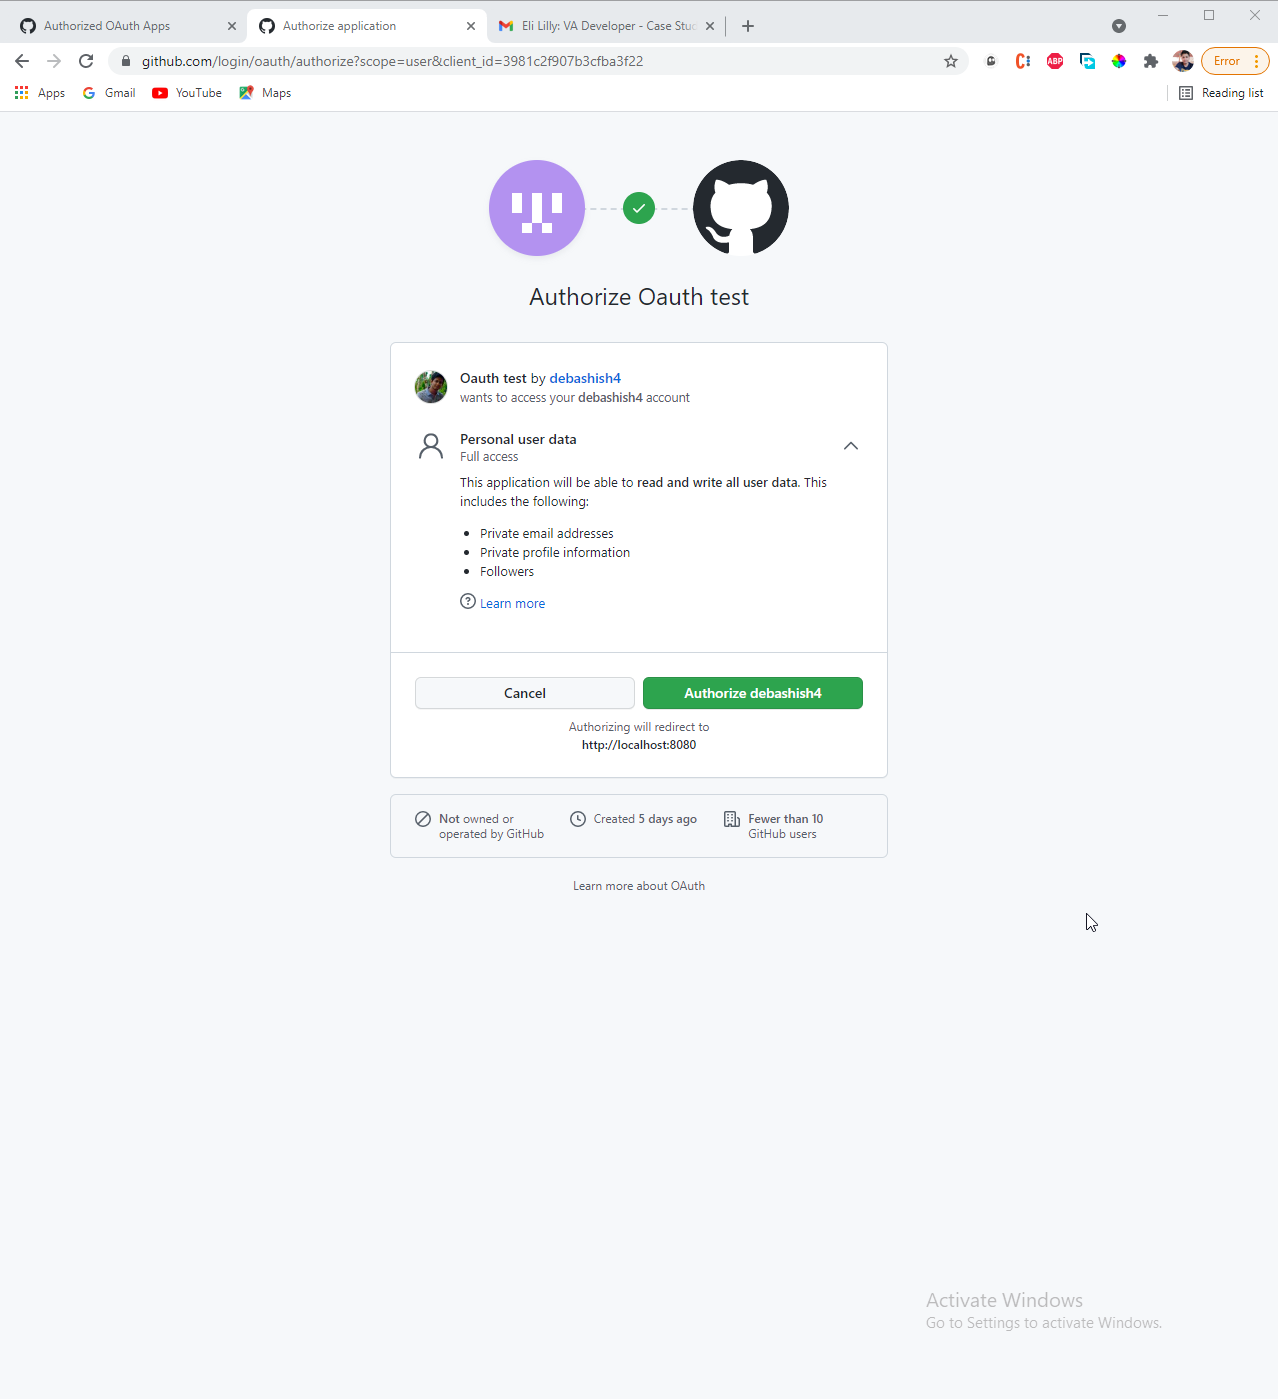 Authorized OAuth Apps
Authorize application
Eli Lilly: VA Developer - Case Stud
github.com/login/oauth/authorize?scope=user&client_id=3981c2f907b3cfba3f22
ABP
Error
Apps
Gmail
YouTube
Maps
Reading list
Authorize Oauth test
Oauth test by debashish4
wants to access your debashish4 account
Personal user data
Full access
This application will be able to read and write all user data. This
includes the following:
Private email addresses
Private profile information
Followers
Learn more
Cancel
Authorize debashish4
Authorizing will redirect to
http://localhost:8080
Not owned or
operated by GitHub
Created 5 days ago
Fewer than 10
GitHub users
Learn more about OAuth
Activate Windows
Go to Settings to activate Windows.